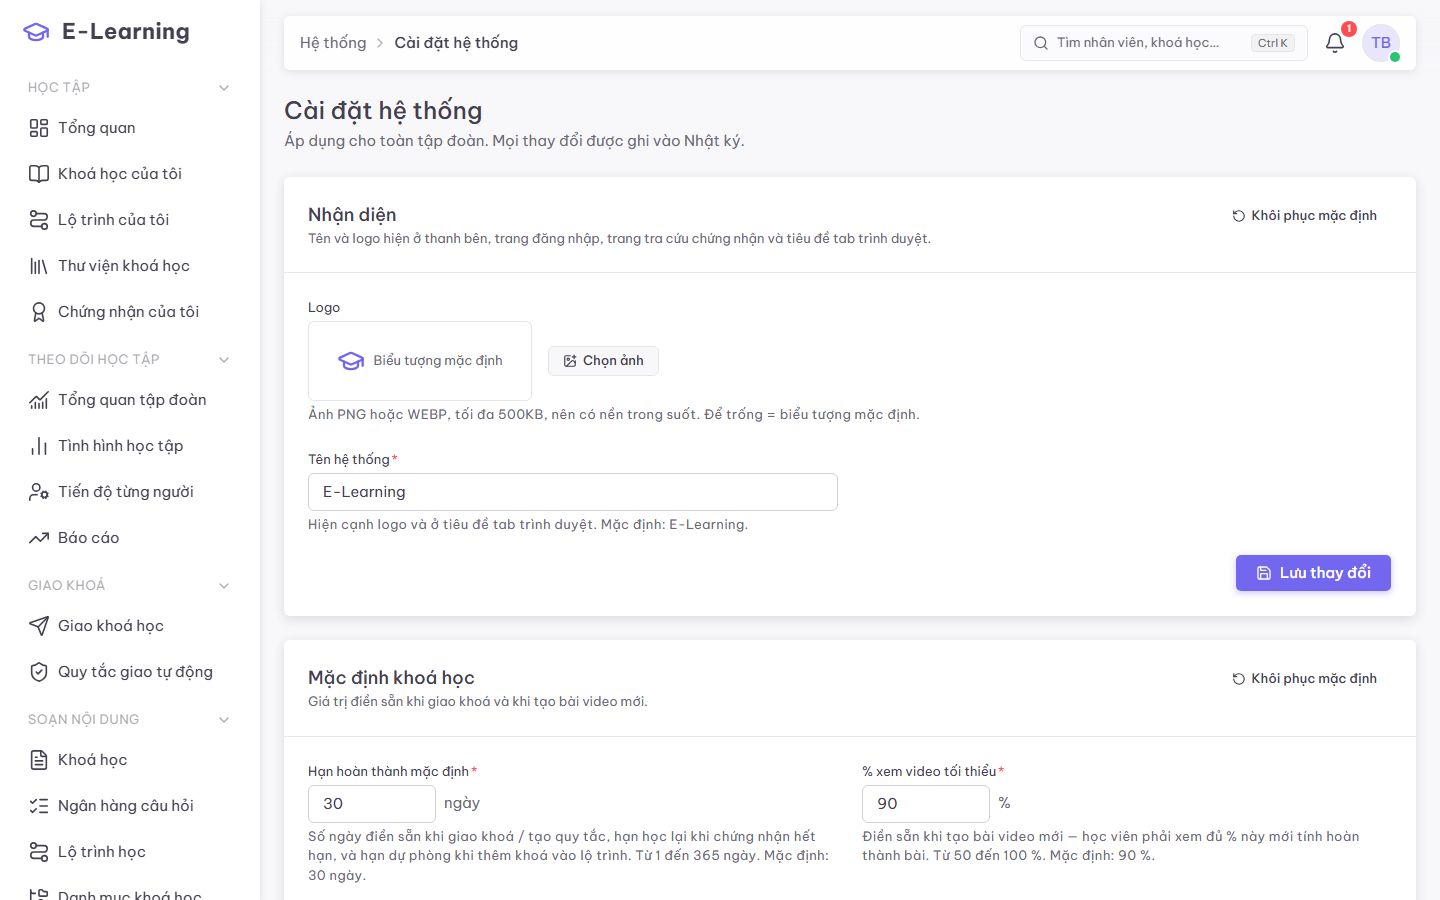 E-Learning
HỌC TẬP
Tổng quan
Khoá học của tôi
Lộ trình của tôi
Thư viện khoá học
Chứng nhận của tôi
THEO DÕI HỌC TẬP
Tổng quan tập đoàn
Tình hình học tập
Tiến độ từng người
Báo cáo
GIAO KHOÁ
Giao khoá học
Quy tắc giao tự động
SOẠN NỘI DUNG
Khoá học
Ngân hàng câu hỏi
Lộ trình học
Danh mục khoá học
Hệ thống > Cài đặt hệ thống
Tìm nhân viên, khoá học...
Ctrl K
1
TB
Cài đặt hệ thống
Áp dụng cho toàn tập đoàn. Mọi thay đổi được ghi vào Nhật ký.
Nhận diện
Khôi phục mặc định
Tên và logo hiện ở thanh bên, trang đăng nhập, trang tra cứu chứng nhận và tiêu đề tab trình duyệt.
Logo
Biểu tượng mặc định
Chọn ảnh
Ảnh PNG hoặc WEBP, tối đa 500KB, nên có nền trong suốt. Để trống = biểu tượng mặc định.
Tên hệ thống*
E-Learning
Hiện cạnh logo và ở tiêu đề tab trình duyệt. Mặc định: E-Learning.
Lưu thay đổi
Mặc định khoá học
Khôi phục mặc định
Giá trị điền sẵn khi giao khoá và khi tạo bài video mới.
Hạn hoàn thành mặc định*
30 ngày
Số ngày điền sẵn khi giao khoá / tạo quy tắc, hạn học lại khi chứng nhận hết
hạn, và hạn dự phòng khi thêm khoá vào lộ trình. Từ 1 đến 365 ngày. Mặc định:
30 ngày.
% xem video tối thiểu*
90 %
Điền sẵn khi tạo bài video mới — học viên phải xem đủ % này mới tính hoàn
thành bài. Từ 50 đến 100 %. Mặc định: 90 %.